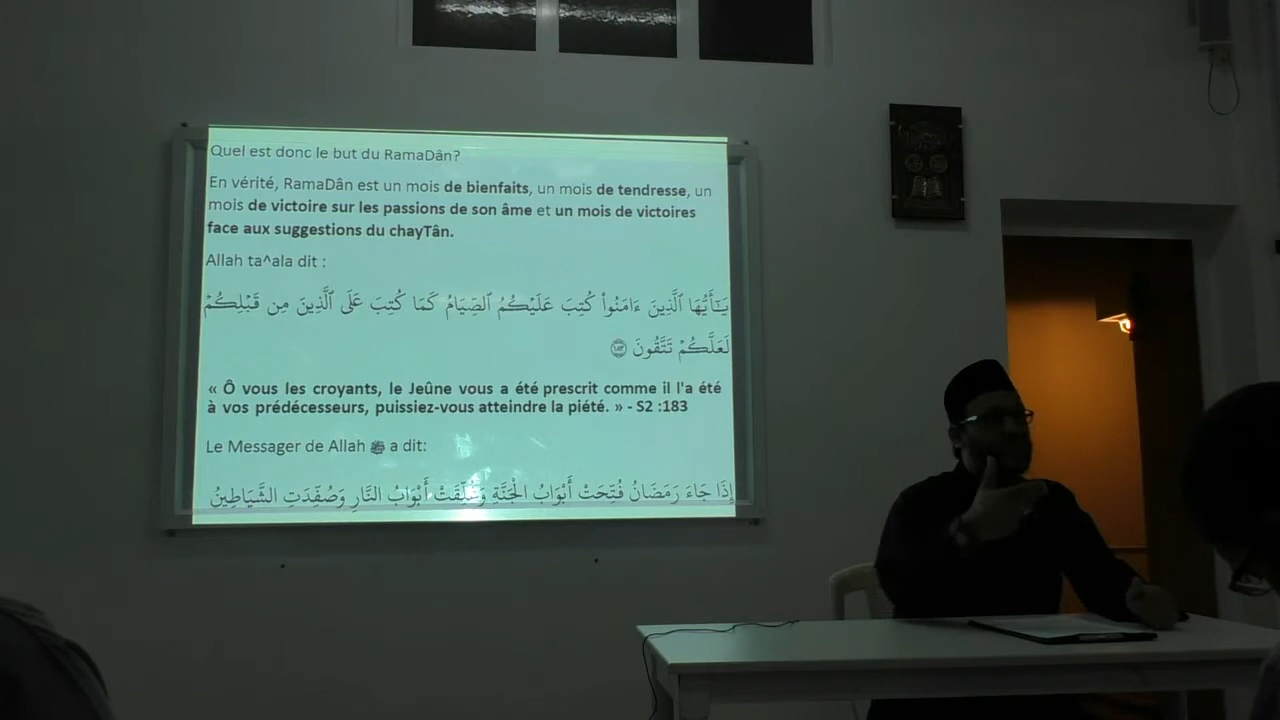 Quel est donc le but du RamaDân?
En vérité, RamaDân est un mois de bienfaits, un mois de tendresse, un
mois de victoire sur les passions de son âme et un mois de victoires
face aux suggestions du chayTân.
Allah ta^ala dit :
يَـٰٓأَيُّهَا ٱلَّذِينَ ءَامَنُوا۟ كُتِبَ عَلَيْكُمُ ٱلصِّيَامُ كَمَا كُتِبَ عَلَى ٱلَّذِينَ مِن قَبْلِكُمْ
لَعَلَّكُمْ تَتَّقُونَ ١٨٣
« Ô vous les croyants, le Jeûne vous a été prescrit comme il l'a été
à vos prédécesseurs, puissiez-vous atteindre la piété. » - S2 :183
Le Messager de Allah ﷺ a dit:
إِذَا جَاءَ رَمَضَانُ فُتِحَتْ أَبْوَابُ الْجَنَّةِ وَغُلِّقَتْ أَبْوَابُ النَّارِ وَصُفِّدَتِ الشَّيَاطِينُ